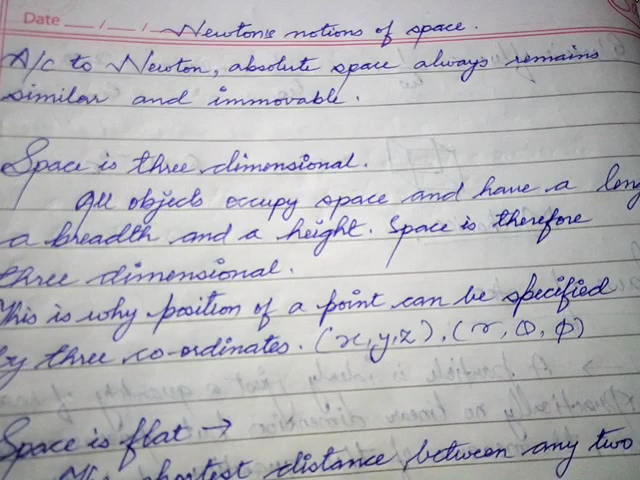 Date / /
Newtons notions of space.
A/c to Newton, absolute space always remains
similar and immovable.
Space is three dimensional.
All objects occupy space and have a leng
a breadth and a height. Space is therefore
three dimensional.
This is why position of a point can be specified
by three co-ordinates. (x,y,z), (r, θ, φ)
Space is flat →
shortest distance between any two